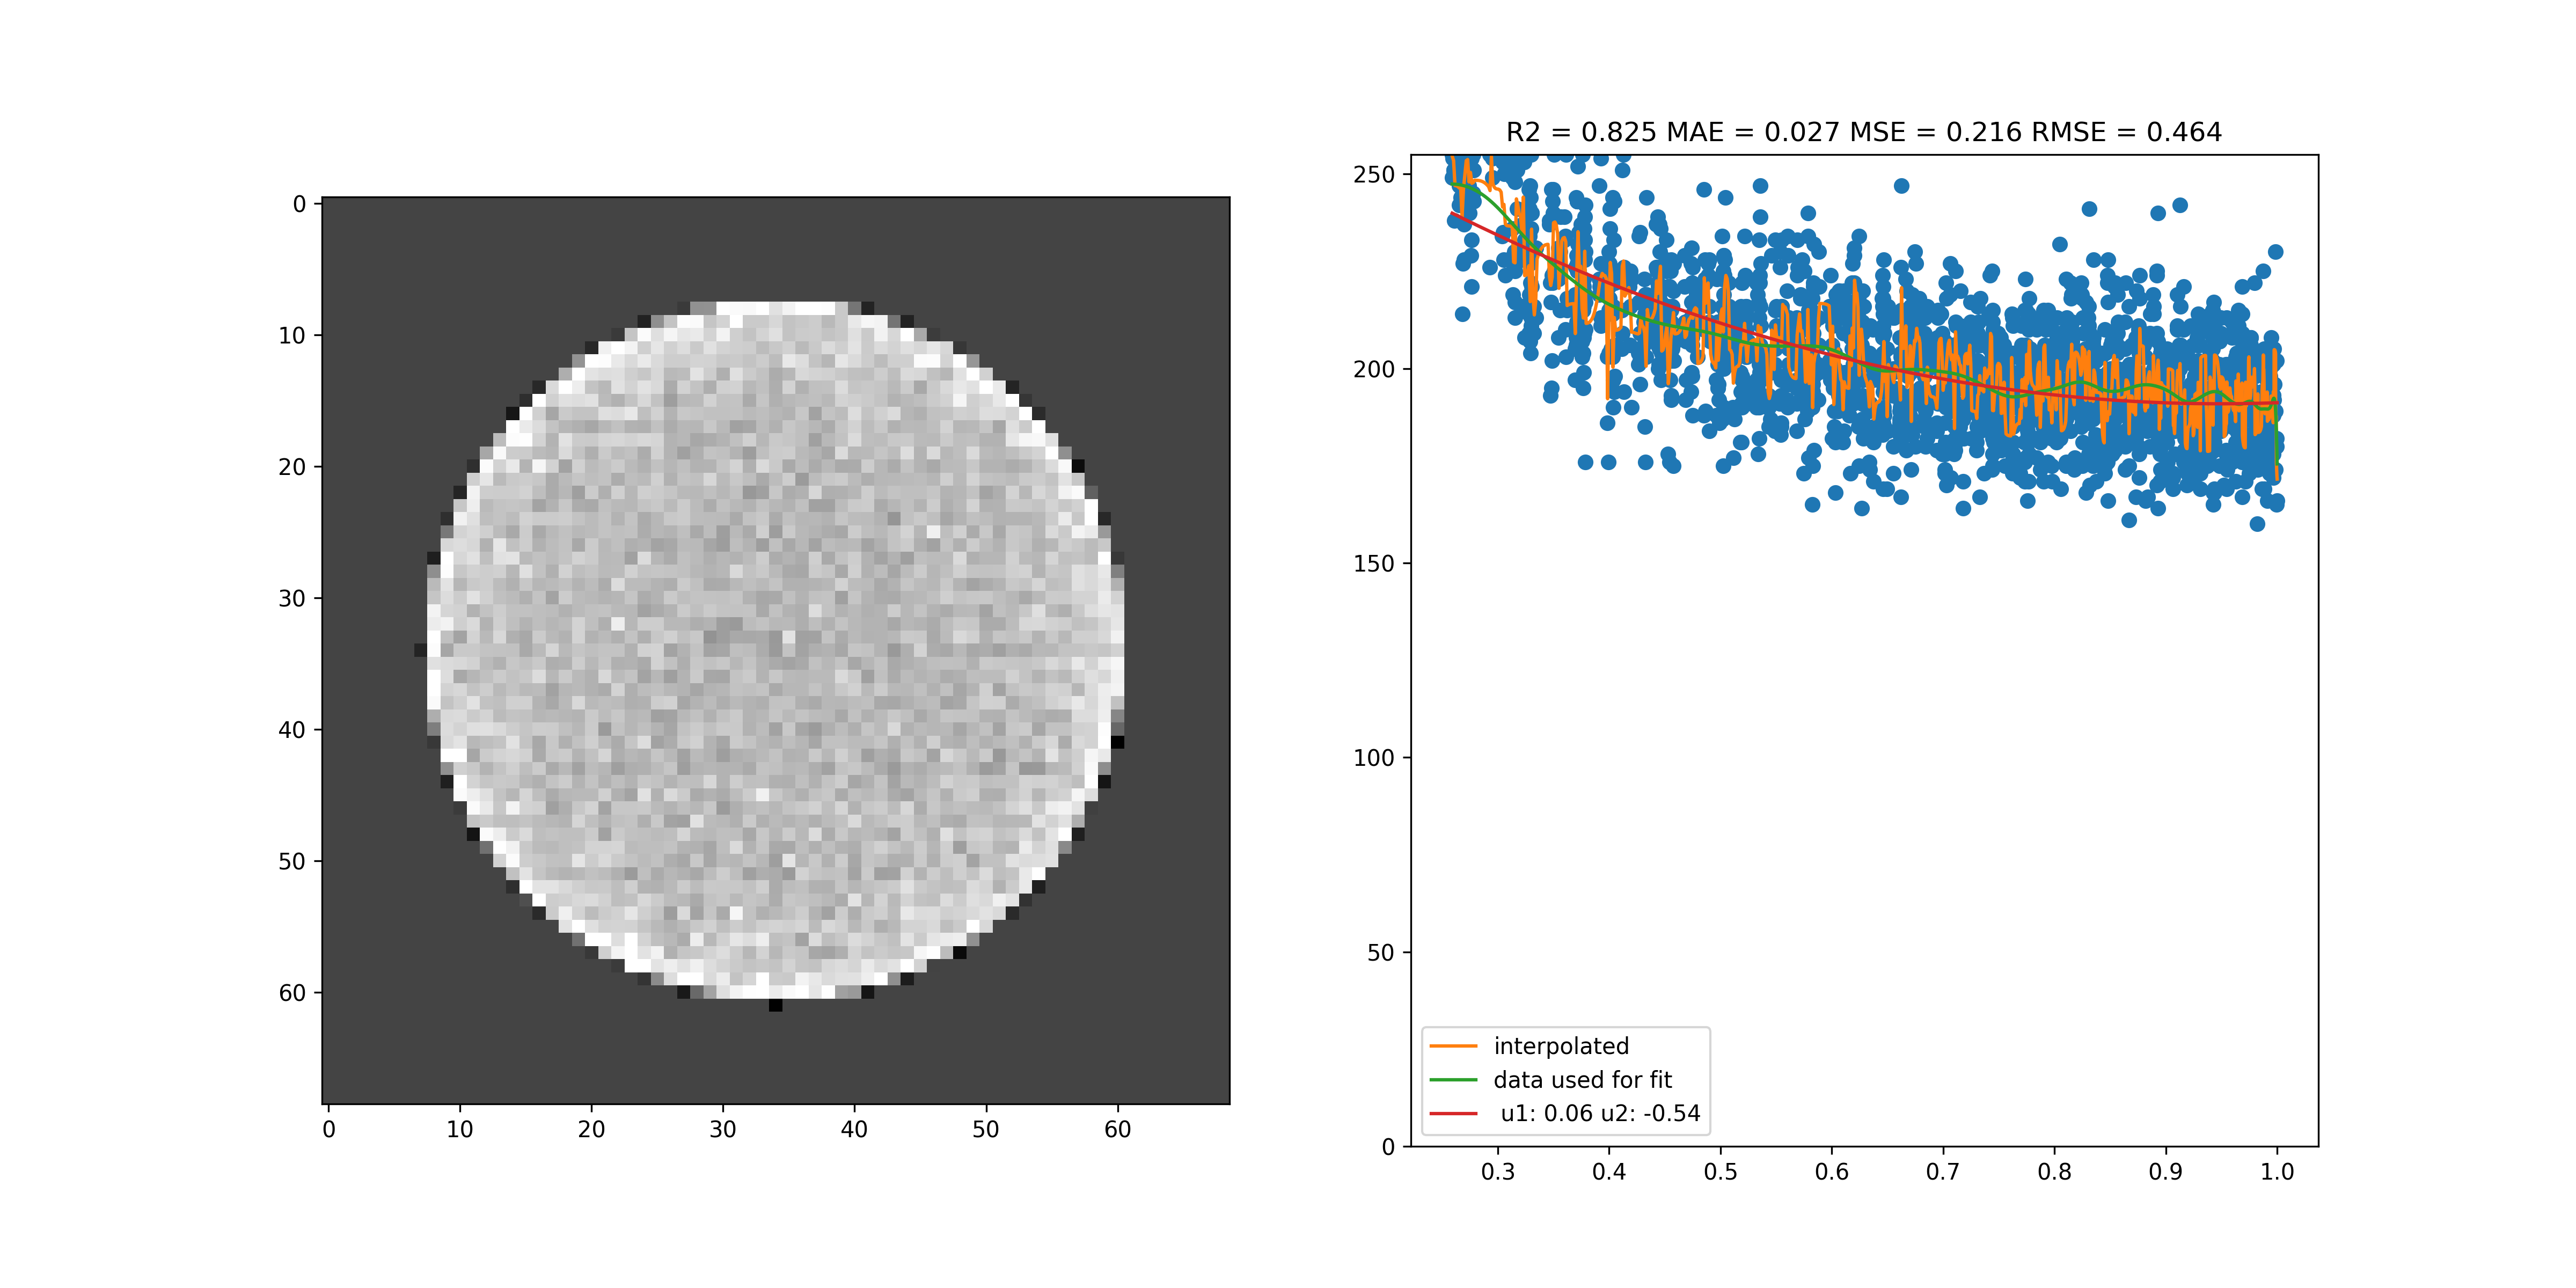 R2 = 0.825 MAE = 0.027 MSE = 0.216 RMSE = 0.464
0
10
20
30
40
50
60
0 10 20 30 40 50 60
250
200
150
100
50
0
interpolated
data used for fit
u1: 0.06 u2: -0.54
0.3 0.4 0.5 0.6 0.7 0.8 0.9 1.0